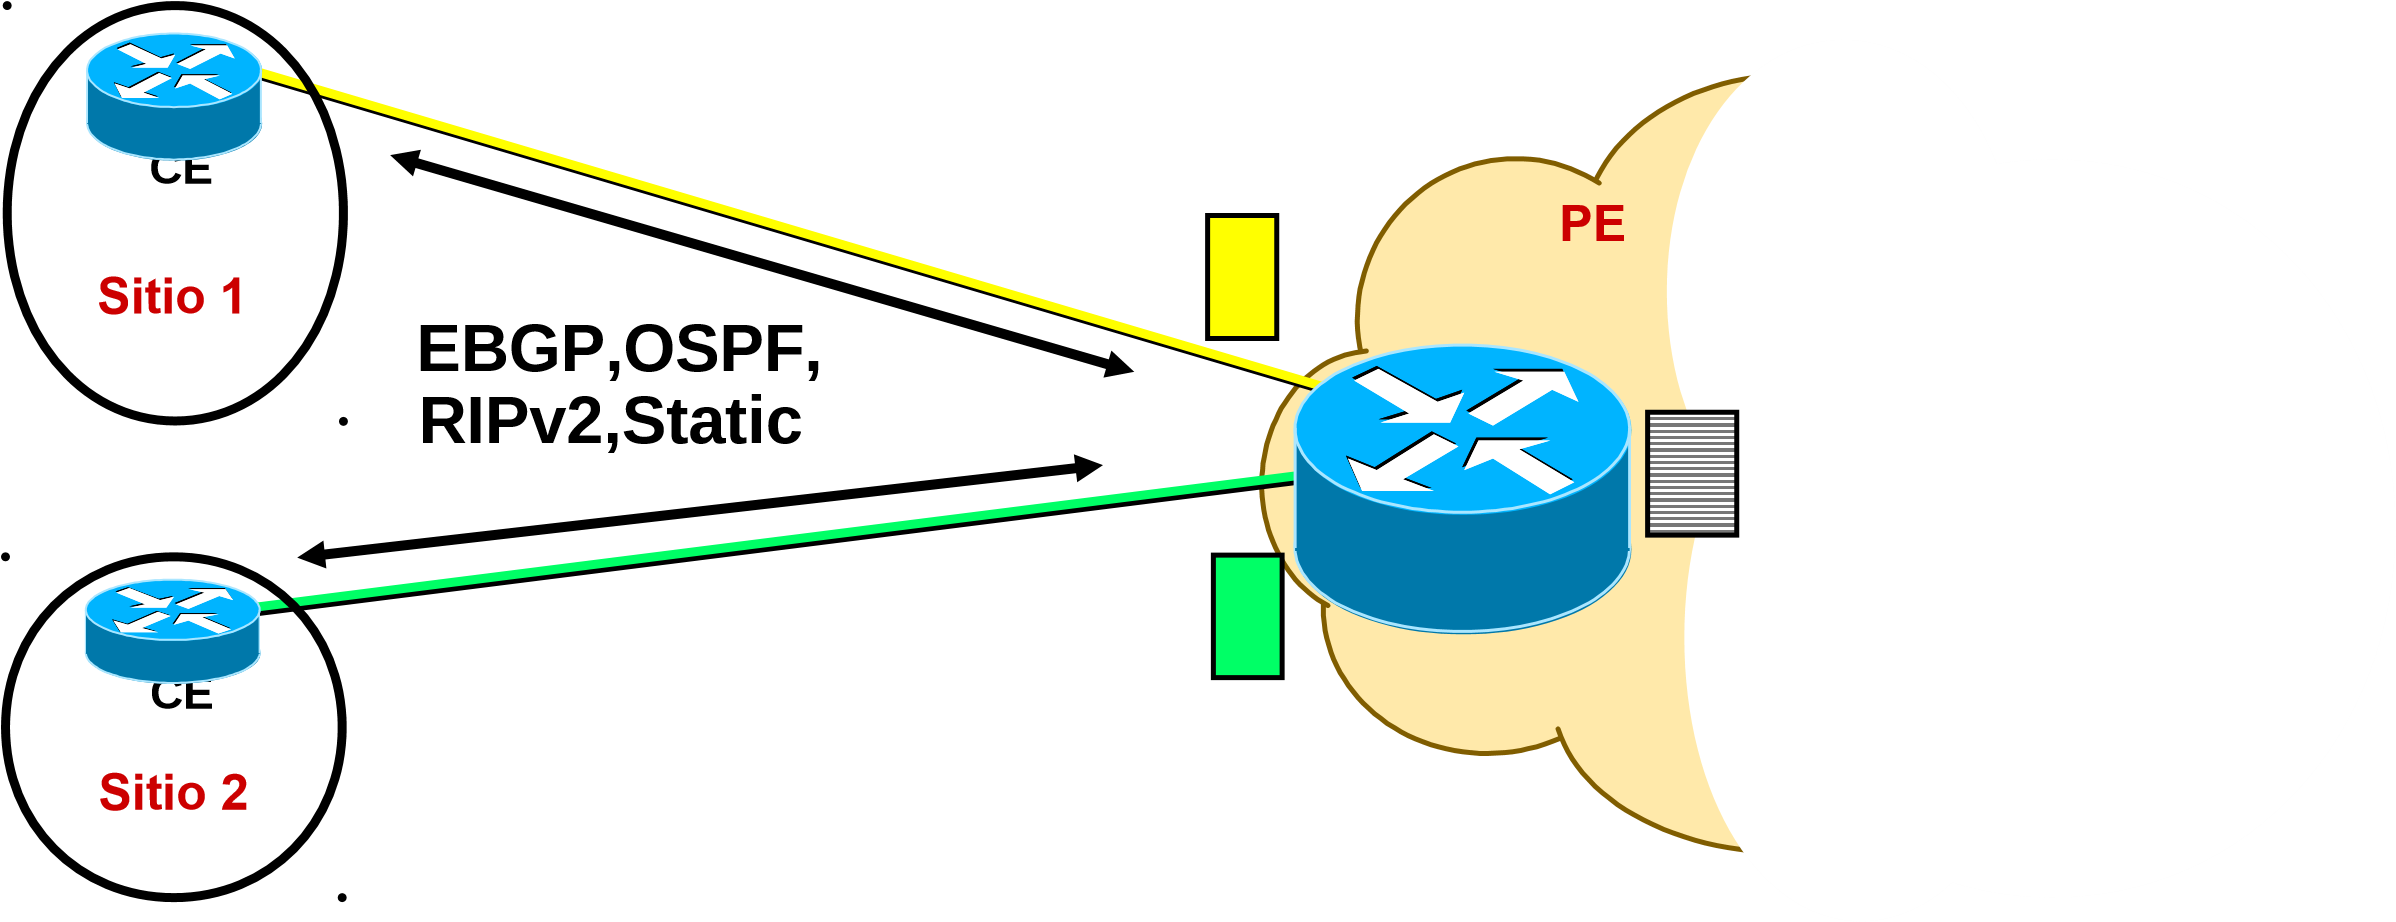 CE
Sitio 1
PE
EBGP,OSPF,
RIPv2,Static
CE
Sitio 2